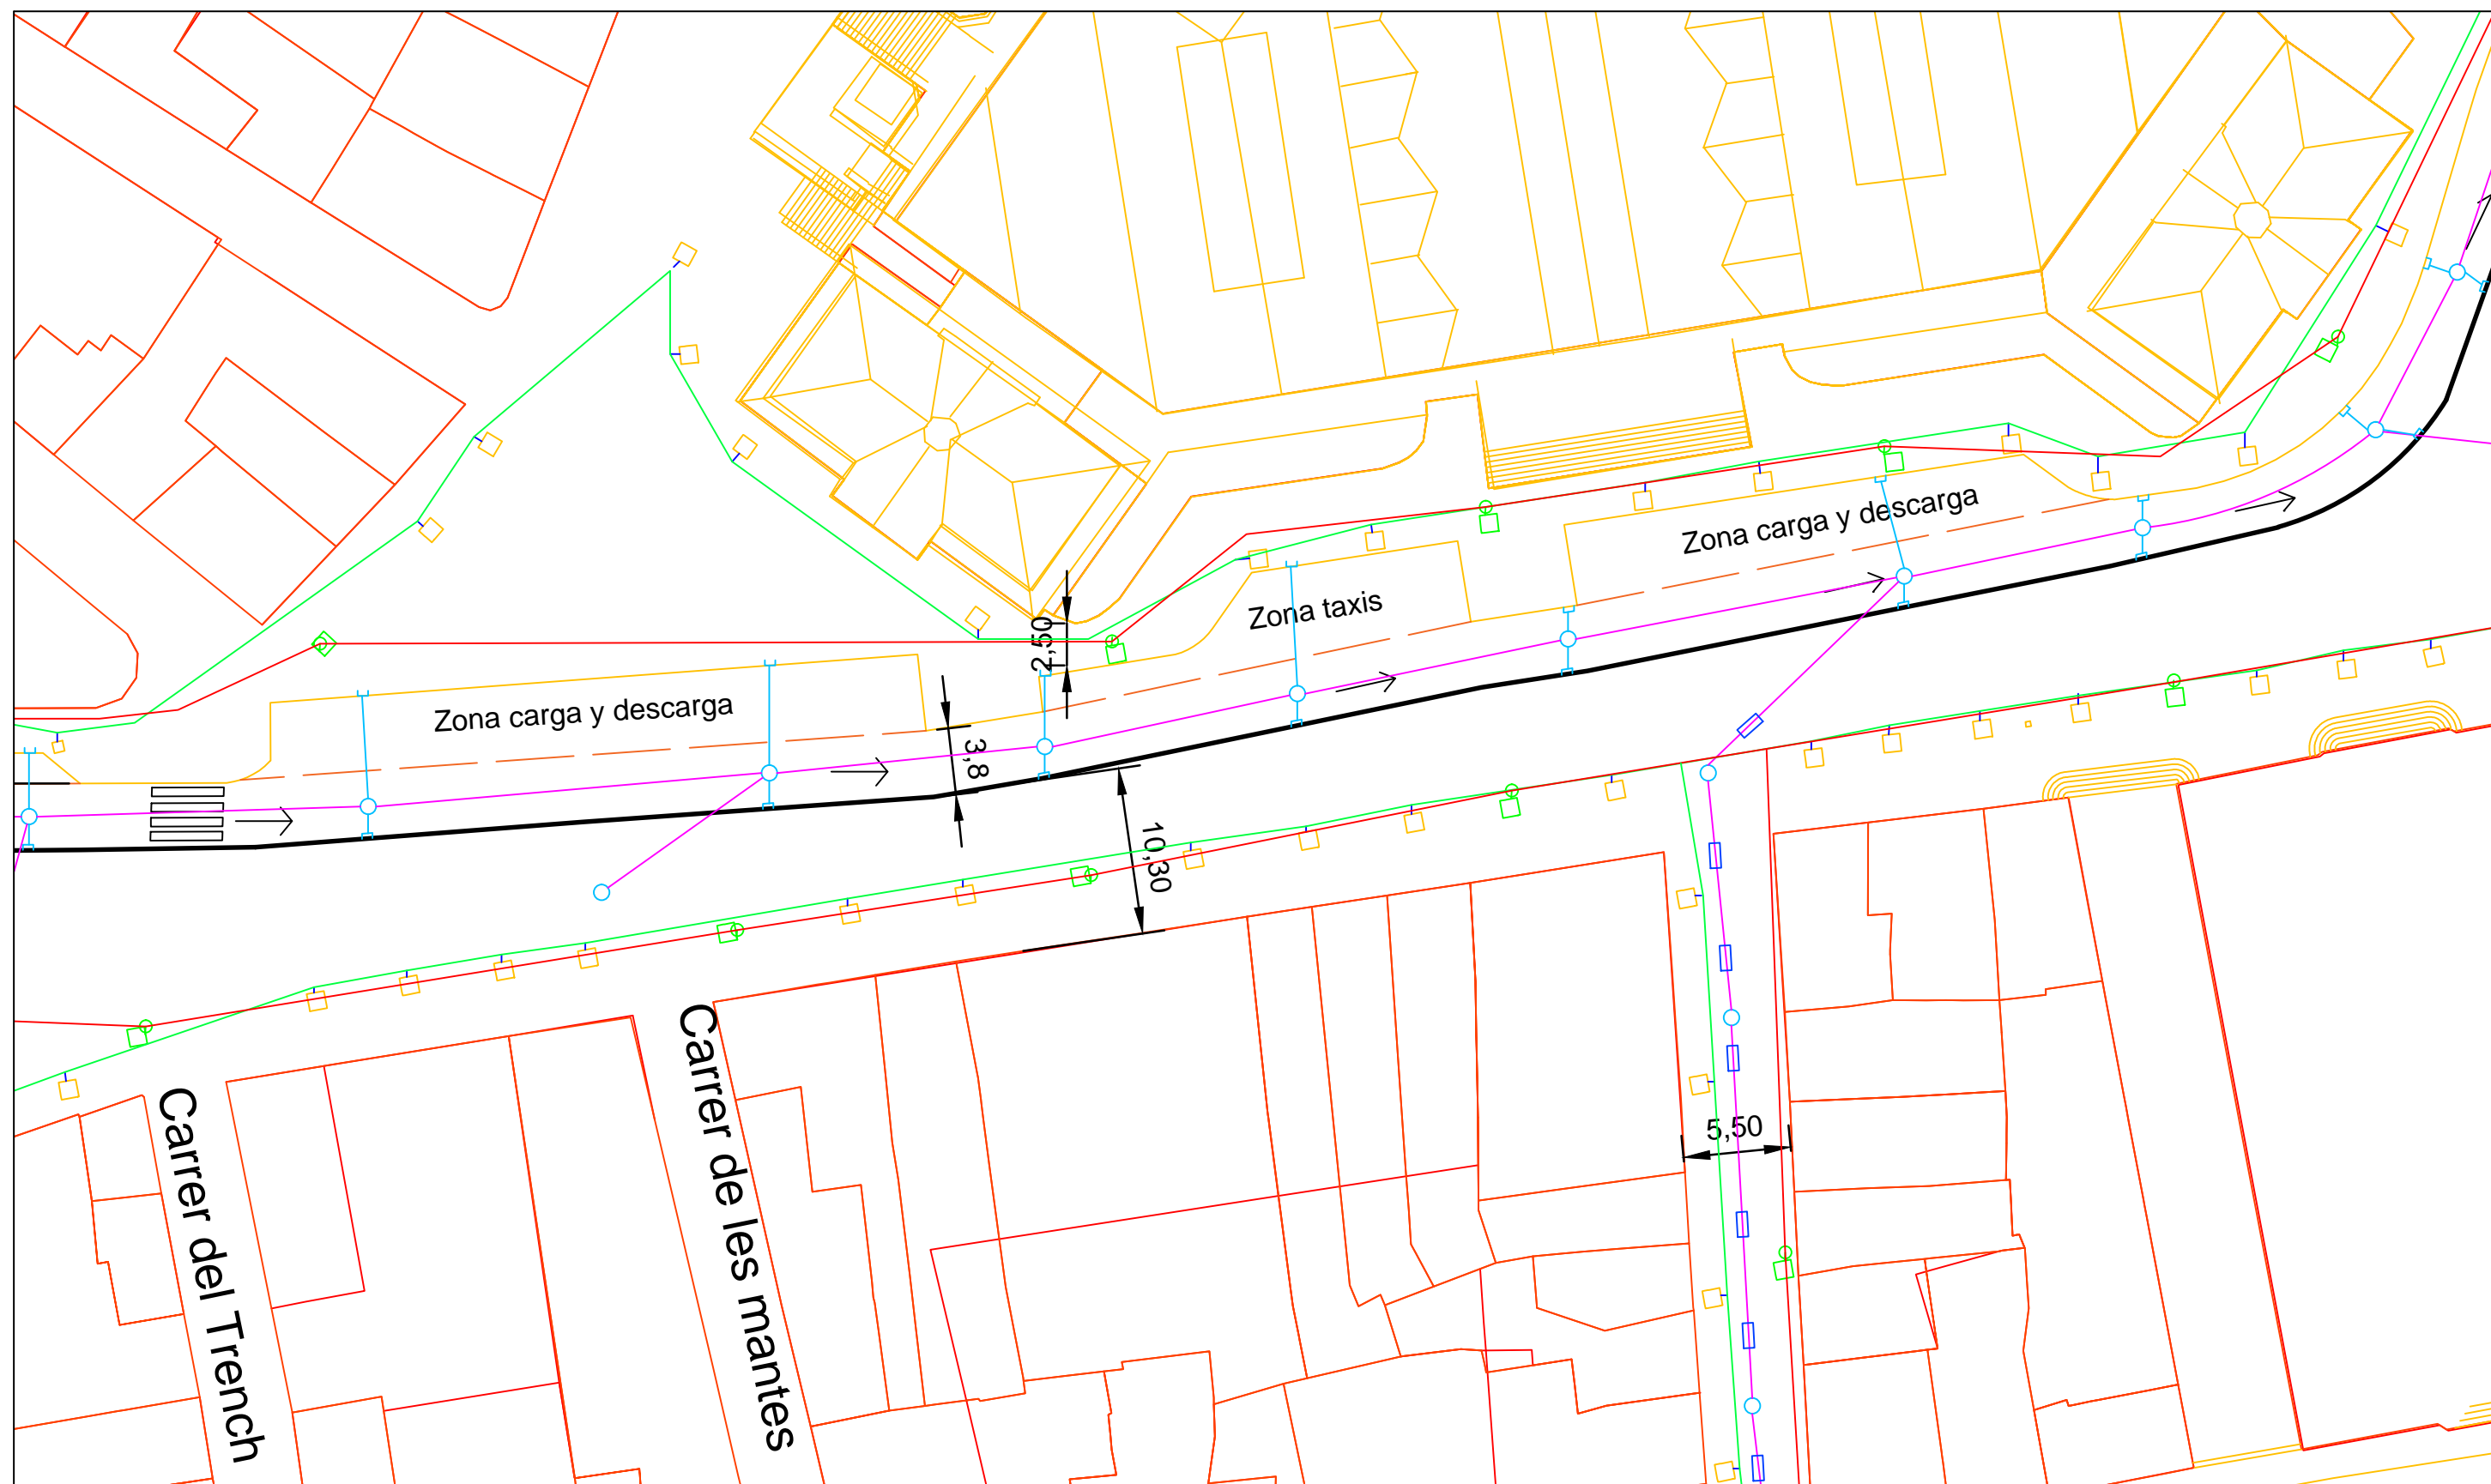 Zona carga y descarga
Zona taxis
2,50
Zona carga y descarga
3,8
10,30
5,50
Carrer de les mantes
Carrer del Trench